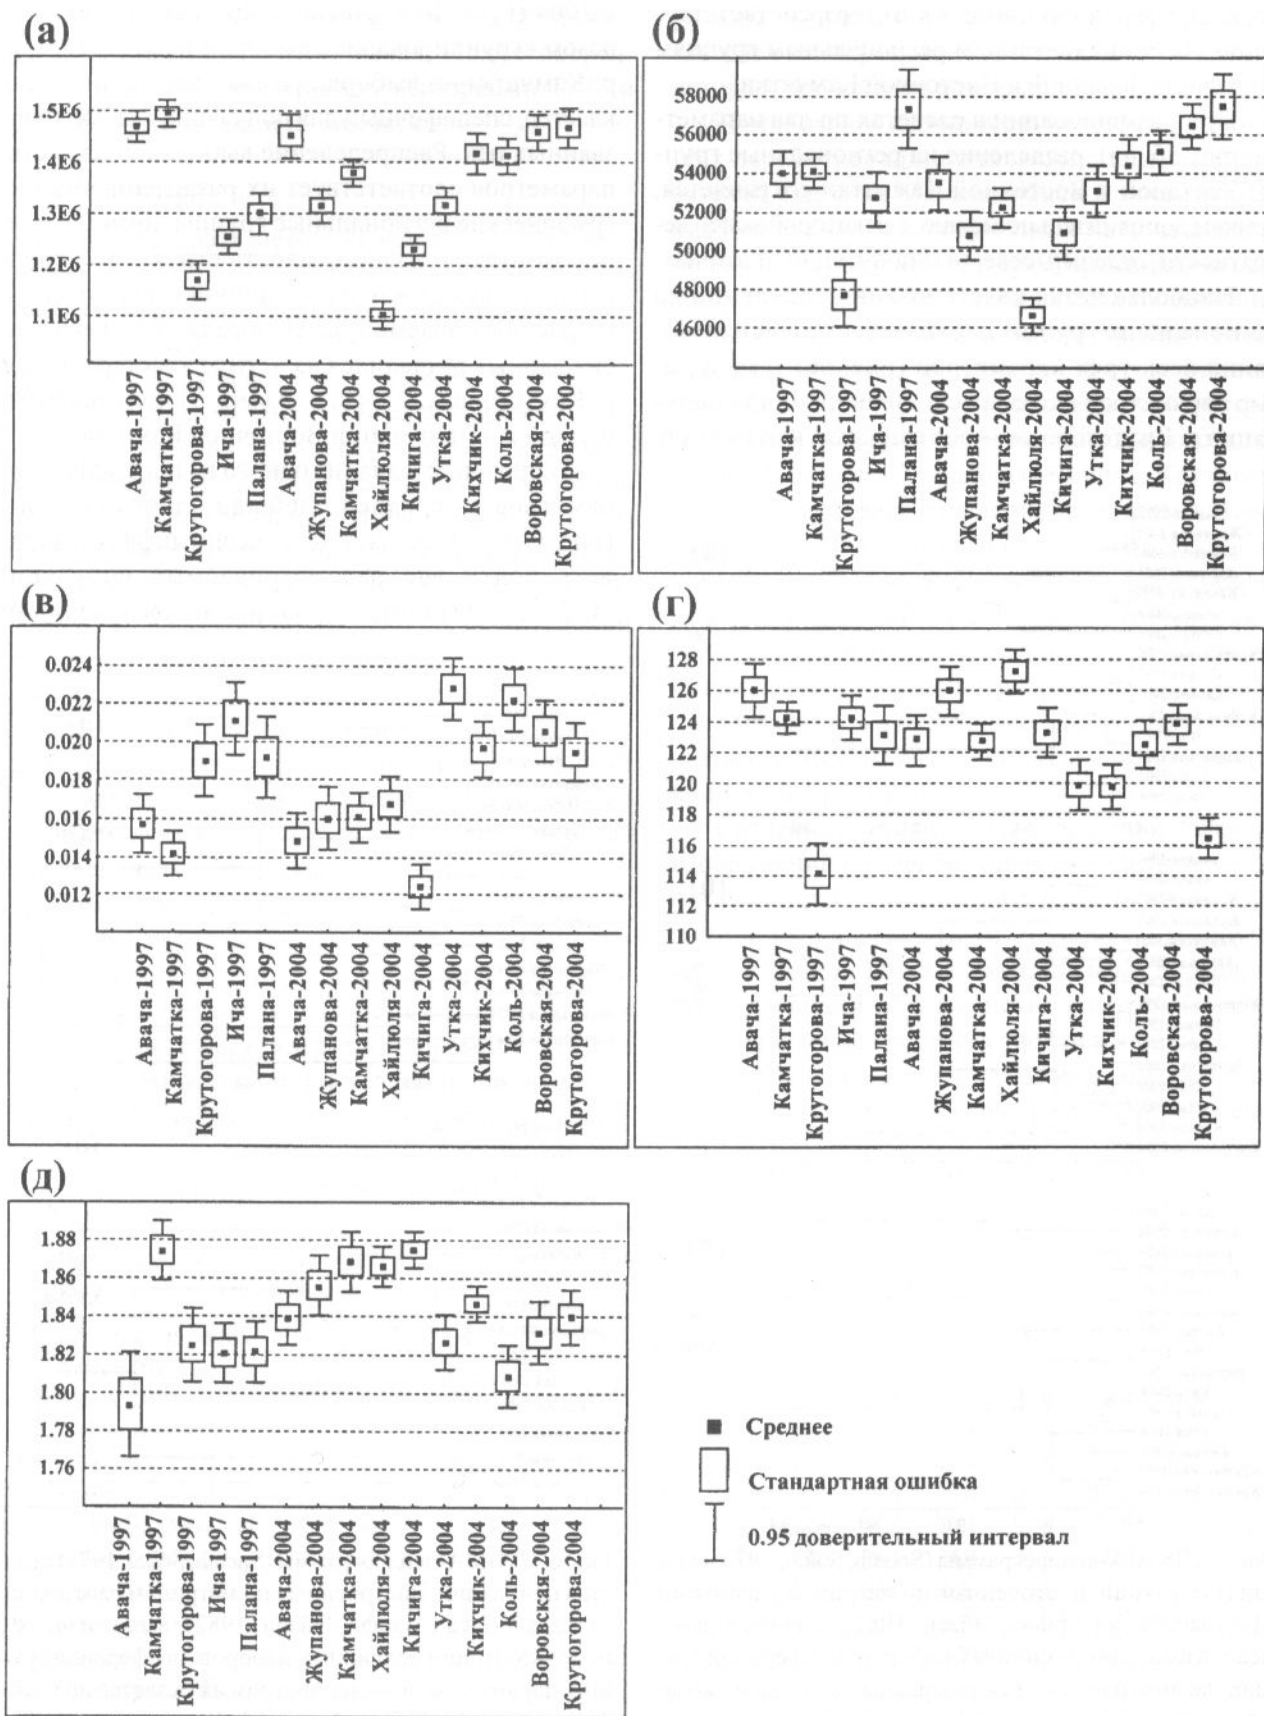 (а)
1.5E6
1.4E6
1.3E6
1.2E6
1.1E6
Авача-1997
Камчатка-1997
Крутогорова-1997
Ича-1997
Палана-1997
Авача-2004
Жупанова-2004
Камчатка-2004
Хайлюля-2004
Кичига-2004
Утка-2004
Кихчик-2004
Коль-2004
Воровская-2004
Крутогорова-2004
(б)
58000
56000
54000
52000
50000
48000
46000
Авача-1997
Камчатка-1997
Крутогорова-1997
Ича-1997
Палана-1997
Авача-2004
Жупанова-2004
Камчатка-2004
Хайлюля-2004
Кичига-2004
Утка-2004
Кихчик-2004
Коль-2004
Воровская-2004
Крутогорова-2004
(в)
0.024
0.022
0.020
0.018
0.016
0.014
0.012
Авача-1997
Камчатка-1997
Крутогорова-1997
Ича-1997
Палана-1997
Авача-2004
Жупанова-2004
Камчатка-2004
Хайлюля-2004
Кичига-2004
Утка-2004
Кихчик-2004
Коль-2004
Воровская-2004
Крутогорова-2004
(г)
128
126
124
122
120
118
116
114
112
110
Авача-1997
Камчатка-1997
Крутогорова-1997
Ича-1997
Палана-1997
Авача-2004
Жупанова-2004
Камчатка-2004
Хайлюля-2004
Кичига-2004
Утка-2004
Кихчик-2004
Коль-2004
Воровская-2004
Крутогорова-2004
(д)
1.88
1.86
1.84
1.82
1.80
1.78
1.76
Авача-1997
Камчатка-1997
Крутогорова-1997
Ича-1997
Палана-1997
Авача-2004
Жупанова-2004
Камчатка-2004
Хайлюля-2004
Кичига-2004
Утка-2004
Кихчик-2004
Коль-2004
Воровская-2004
Крутогорова-2004
Среднее
Стандартная ошибка
0.95 доверительный интервал